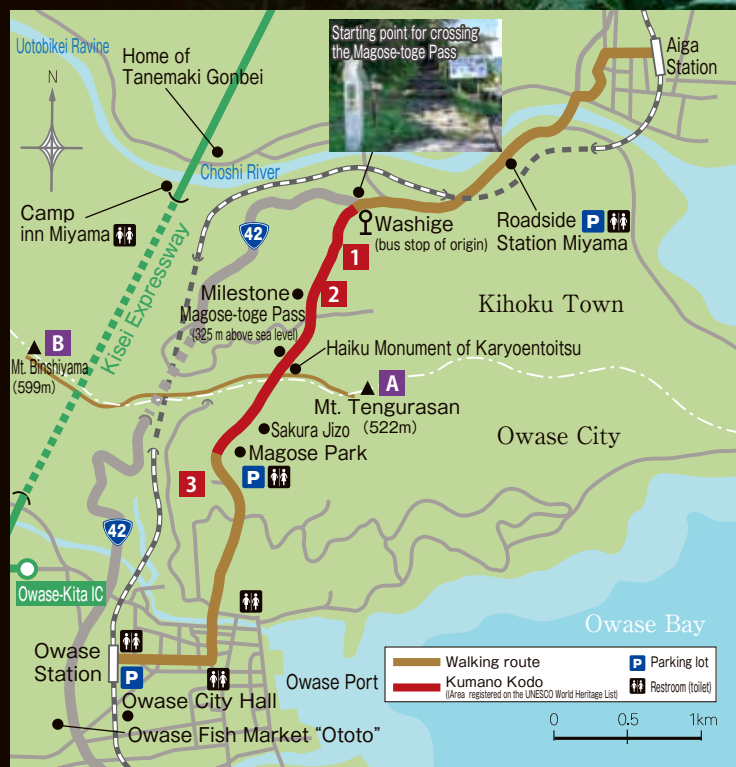 Uotobikei Ravine
Home of
Tanemaki Gonbei
Starting point for crossing
the Magose-toge Pass
Aiga
Station
N
Choshi River
Camp
inn Miyama
42
Washige
(bus stop of origin)
Roadside
Station Miyama
P
1
2
Kisei Expressway
Milestone
Magose-toge Pass
(325 m above sea level)
Kihoku Town
B
Mt. Binshiyama
(599m)
Haiku Monument of Karyoentoitsu
A
Mt. Tengurasan
(522m)
Sakura Jizo
Owase City
Magose Park
P
3
42
Owase-Kita IC
Owase Bay
Owase
Station
P
Owase Port
Owase City Hall
Owase Fish Market “Ototo”
Walking route
P Parking lot
Kumano Kodo
((Area registered on the UNESCO World Heritage List)
Restroom (toilet)
0 0.5 1km